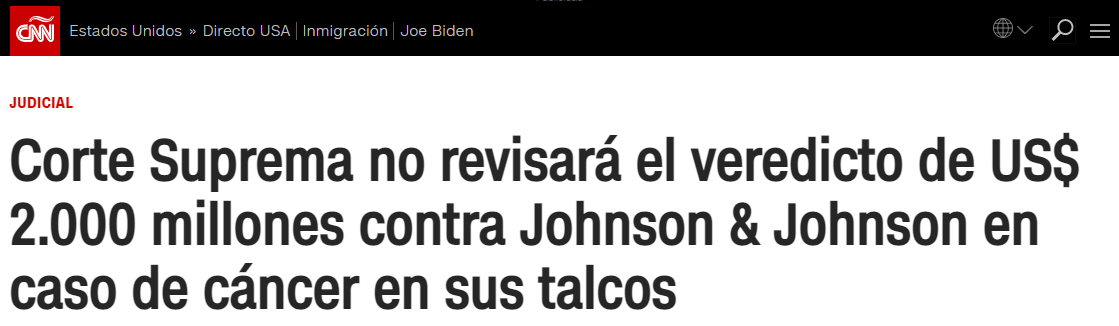 CNN Estados Unidos » Directo USA | Inmigración | Joe Biden
JUDICIAL
Corte Suprema no revisará el veredicto de US$
2.000 millones contra Johnson & Johnson en
caso de cáncer en sus talcos